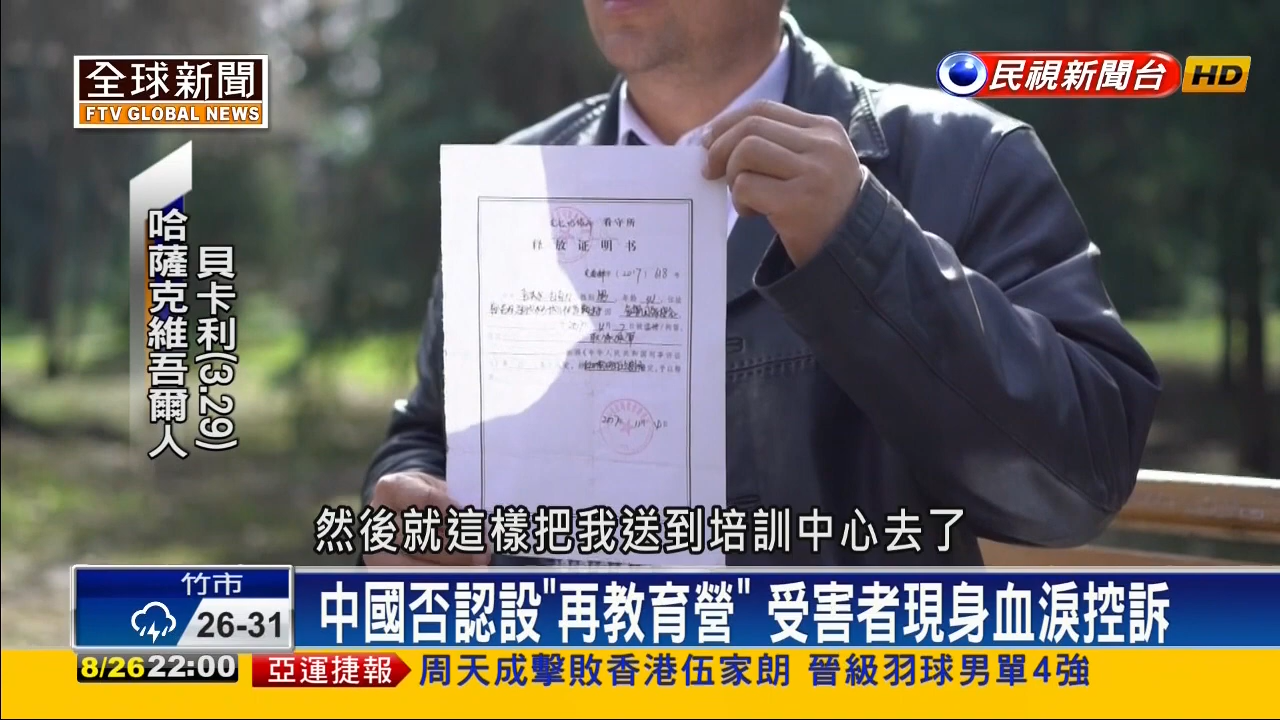 全球新聞
FTV GLOBAL NEWS
民視新聞台 HD
貝卡利(3.29)
哈薩克維吾爾人
看守所
释放证明书
然後就這樣把我送到培訓中心去了
竹市
26-31
中國否認設"再教育營" 受害者現身血淚控訴
8/26 22:00
亞運捷報
周天成擊敗香港伍家朗 晉級羽球男單4強